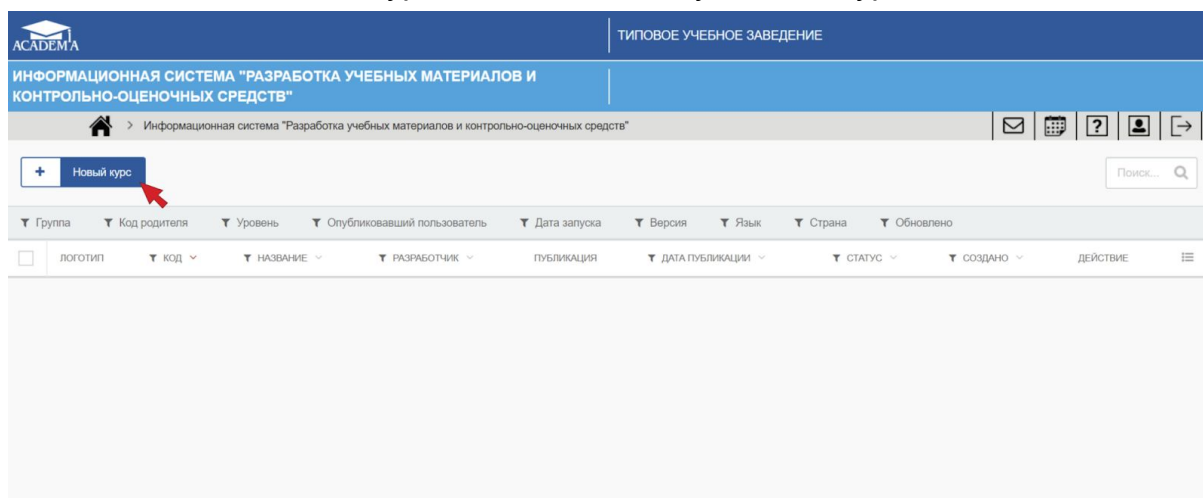 ACADEM'A
ТИПОВОЕ УЧЕБНОЕ ЗАВЕДЕНИЕ
ИНФОРМАЦИОННАЯ СИСТЕМА "РАЗРАБОТКА УЧЕБНЫХ МАТЕРИАЛОВ И
КОНТРОЛЬНО-ОЦЕНОЧНЫХ СРЕДСТВ"
> Информационная система "Разработка учебных материалов и контрольно-оценочных средств"
+ Новый курс
Поиск...
Группа Код родителя Уровень Опубликовавший пользователь Дата запуска Версия Язык Страна Обновлено
ЛОГОТИП КОД НАЗВАНИЕ РАЗРАБОТЧИК ПУБЛИКАЦИЯ ДАТА ПУБЛИКАЦИИ СТАТУС СОЗДАНО ДЕЙСТВИЕ